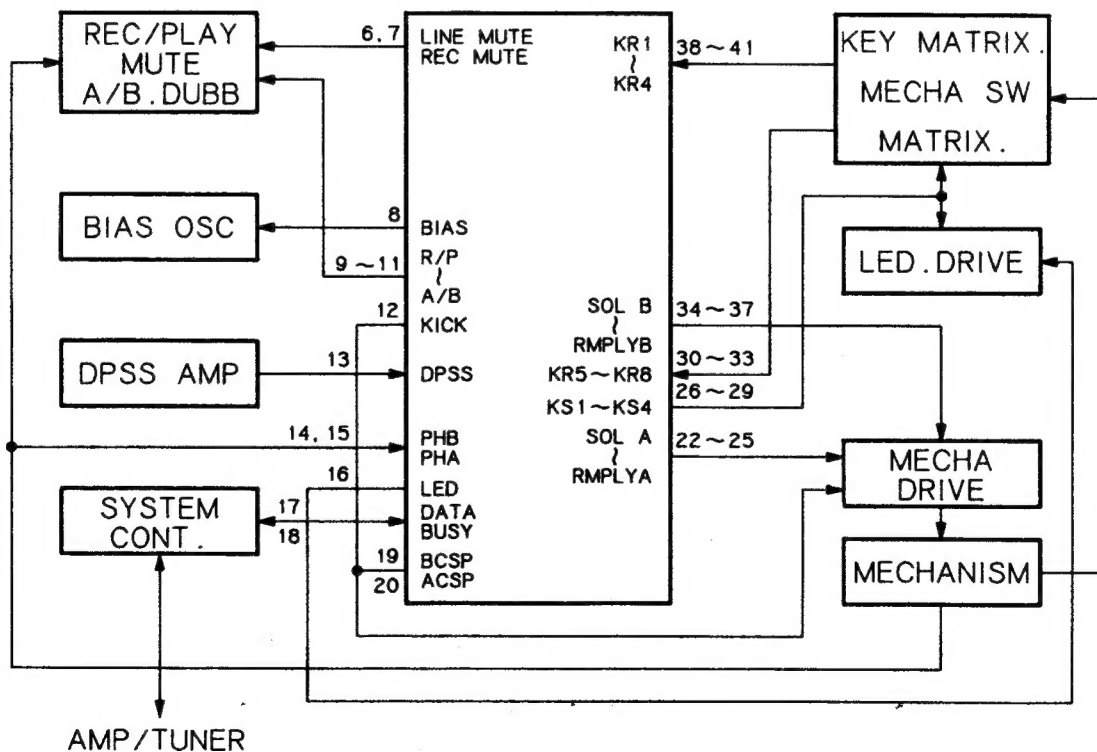 REC/PLAY
MUTE
A/B.DUBB
BIAS OSC
DPSS AMP
SYSTEM
CONT.
AMP/TUNER
6,7
8
9~11
12
13
14,15
16
17
18
19
20
LINE MUTE
REC MUTE
BIAS
R/P
~
A/B
KICK
DPSS
PHB
PHA
LED
DATA
BUSY
BCSP
ACSP
KR1
~
KR4
SOL B
~
RMPLYB
KR5~KR8
KS1~KS4
SOL A
~
RMPLYA
38~41
34~37
30~33
26~29
22~25
KEY MATRIX.
MECHA SW
MATRIX.
LED.DRIVE
MECHA
DRIVE
MECHANISM